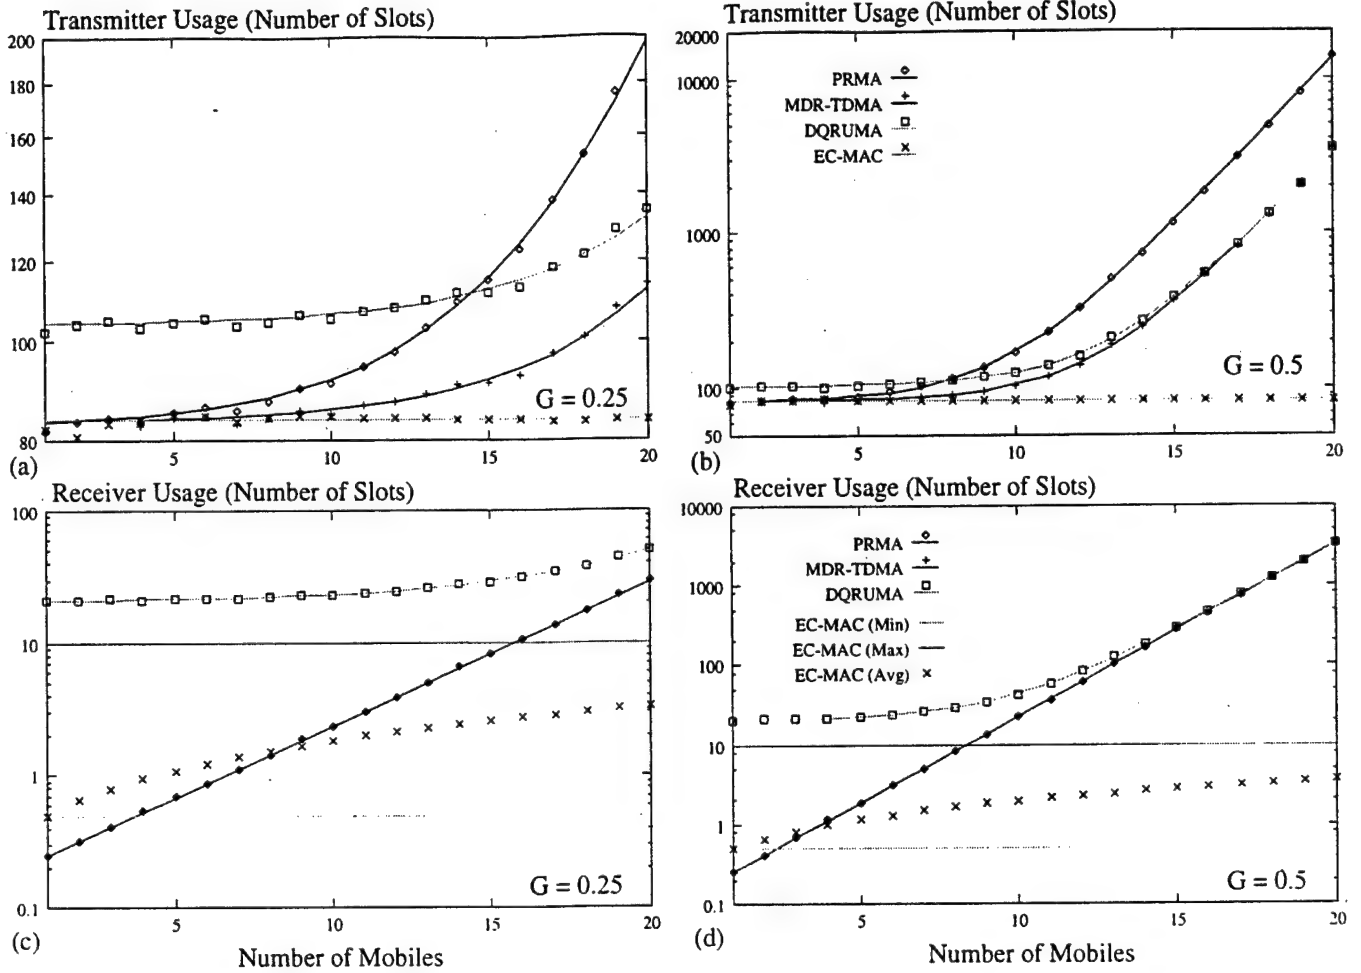 Transmitter Usage (Number of Slots)
200
180
160
140
120
100
80
5
10
15
20
G = 0.25
(a)
Transmitter Usage (Number of Slots)
20000
10000
1000
100
50
PRMA
MDR-TDMA
DQRUMA
EC-MAC
G = 0.5
5
10
15
20
(b)
Receiver Usage (Number of Slots)
100
10
1
0.1
G = 0.25
5
10
15
20
(c)
Number of Mobiles
Receiver Usage (Number of Slots)
10000
1000
100
10
1
0.1
PRMA
MDR-TDMA
DQRUMA
EC-MAC (Min)
EC-MAC (Max)
EC-MAC (Avg)
G = 0.5
5
10
15
20
(d)
Number of Mobiles